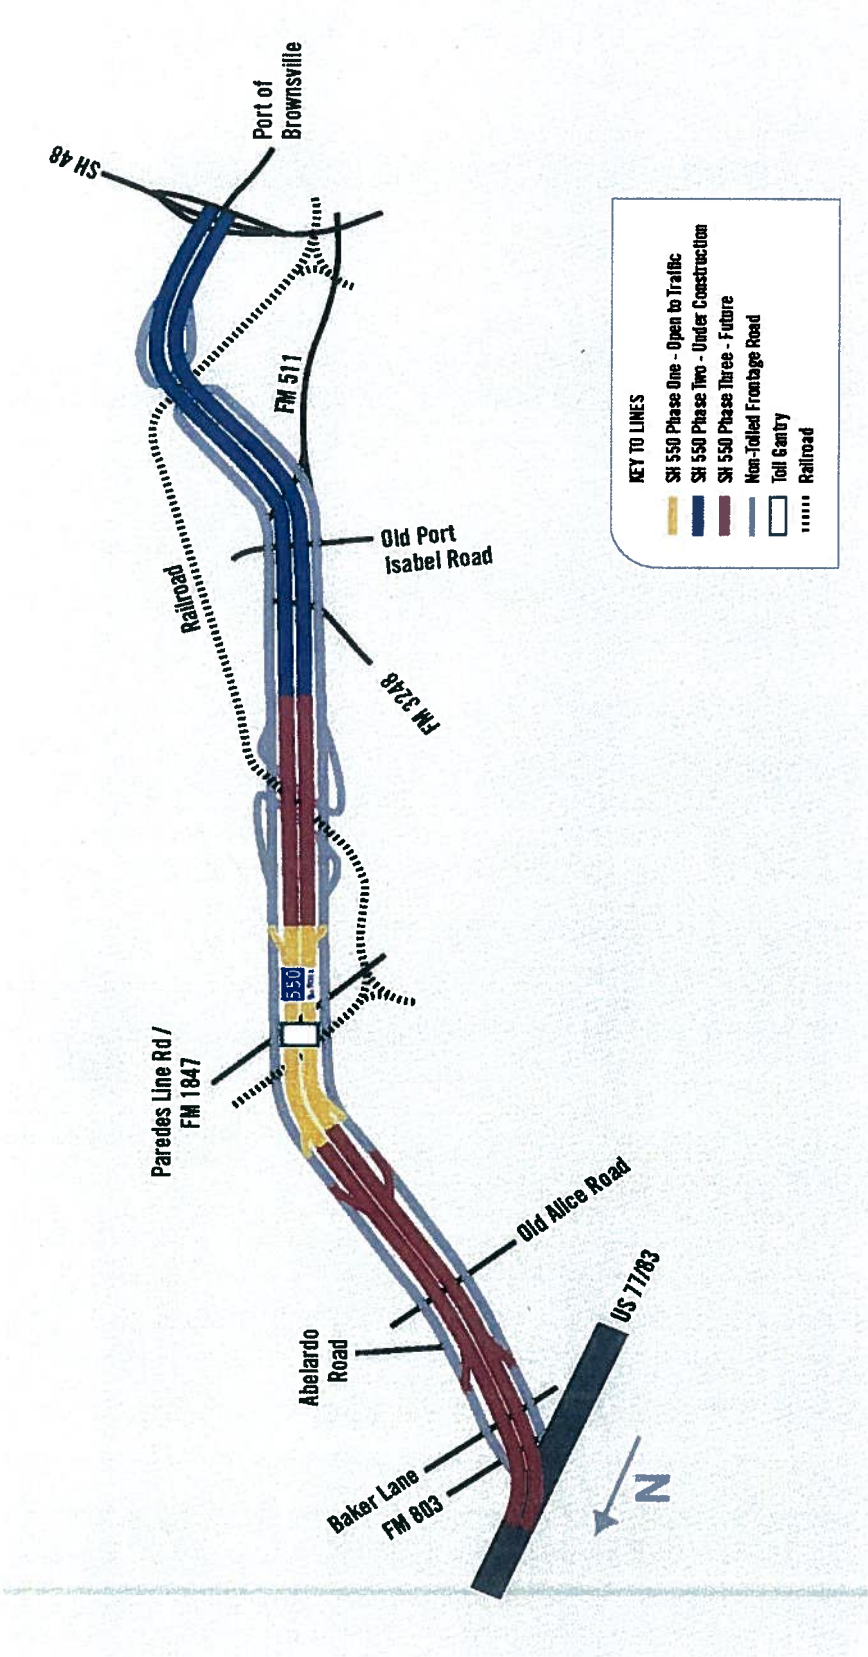 SH 48
Port of
Brownsville
FM 511
Railroad
Old Port
Isabel Road
FM 3248
550
Paredes Line Rd /
FM 1847
Old Alice Road
Abelardo
Road
US 77/83
Baker Lane
FM 803
N
KEY TO LINES
SH 550 Phase One - Open to Traffic
SH 550 Phase Two - Under Construction
SH 550 Phase Three - Future
Non-Tolled Frontage Road
Toll Gantry
Railroad